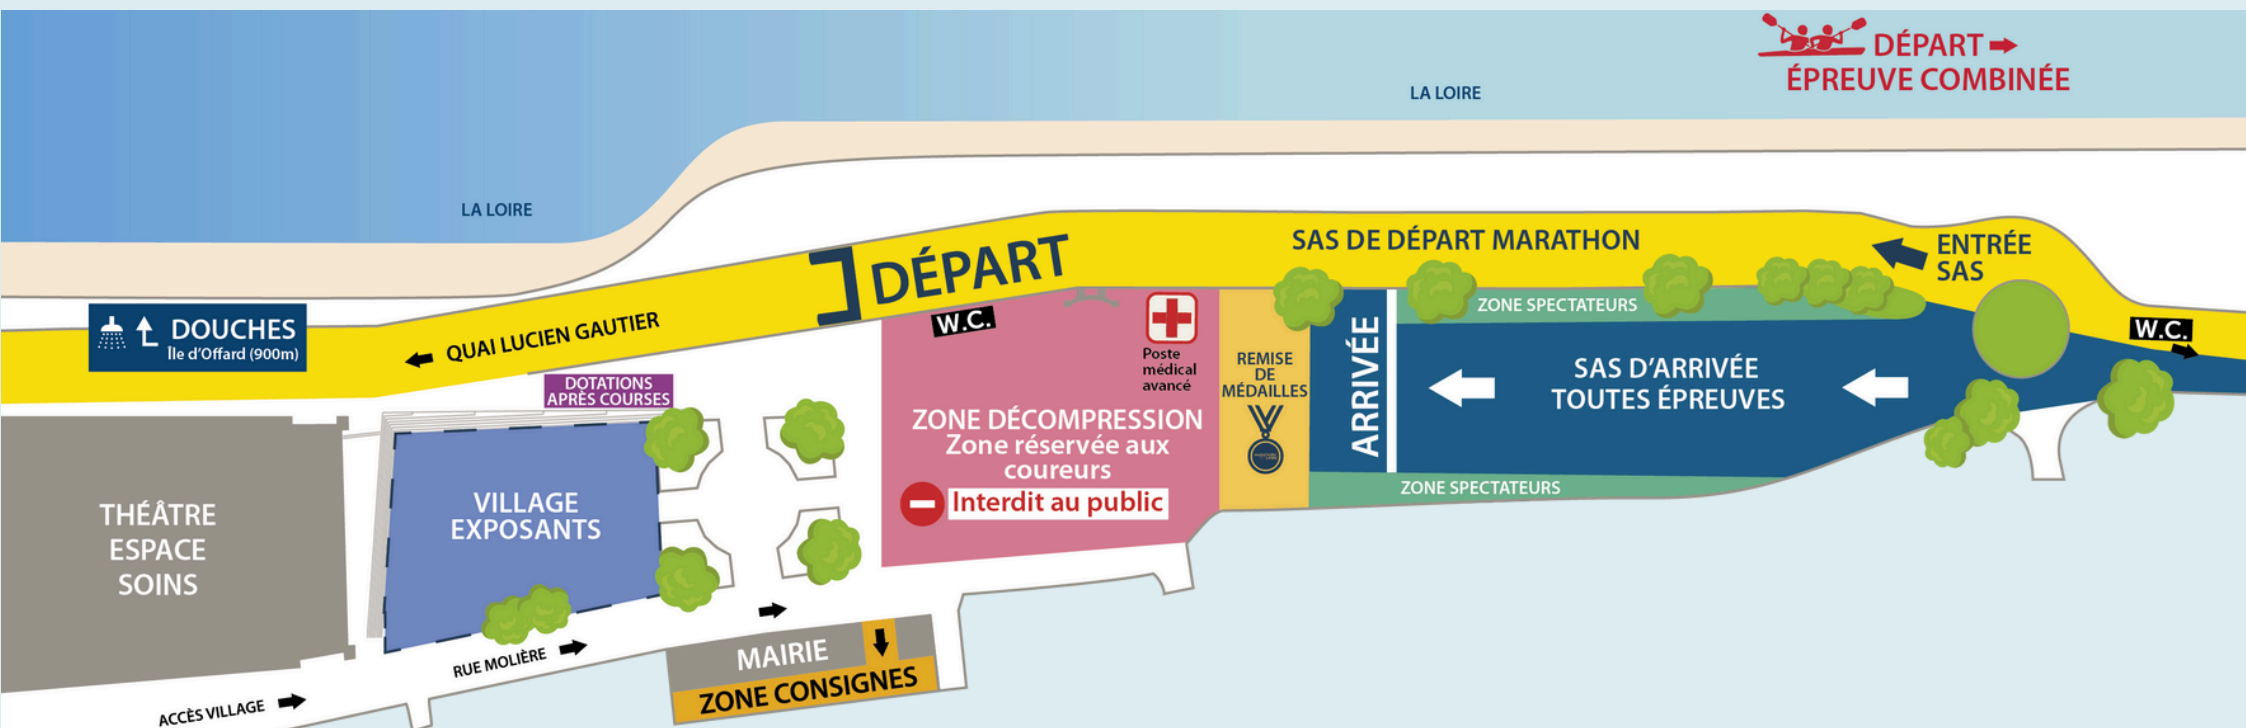 DÉPART
ÉPREUVE COMBINÉE
LA LOIRE
LA LOIRE
DOUCHES
Île d'Offard (900m)
QUAI LUCIEN GAUTIER
DÉPART
SAS DE DÉPART MARATHON
ENTRÉE
SAS
W.C.
W.C.
ZONE SPECTATEURS
Poste
médical
avancé
REMISE
DE
MÉDAILLES
ARRIVÉE
SAS D'ARRIVÉE
TOUTES ÉPREUVES
DOTATIONS
APRÈS COURSES
ZONE DÉCOMPRESSION
Zone réservée aux
coureurs
Interdit au public
ZONE SPECTATEURS
THÉÂTRE
ESPACE
SOINS
VILLAGE
EXPOSANTS
RUE MOLIÈRE
MAIRIE
ZONE CONSIGNES
ACCÈS VILLAGE